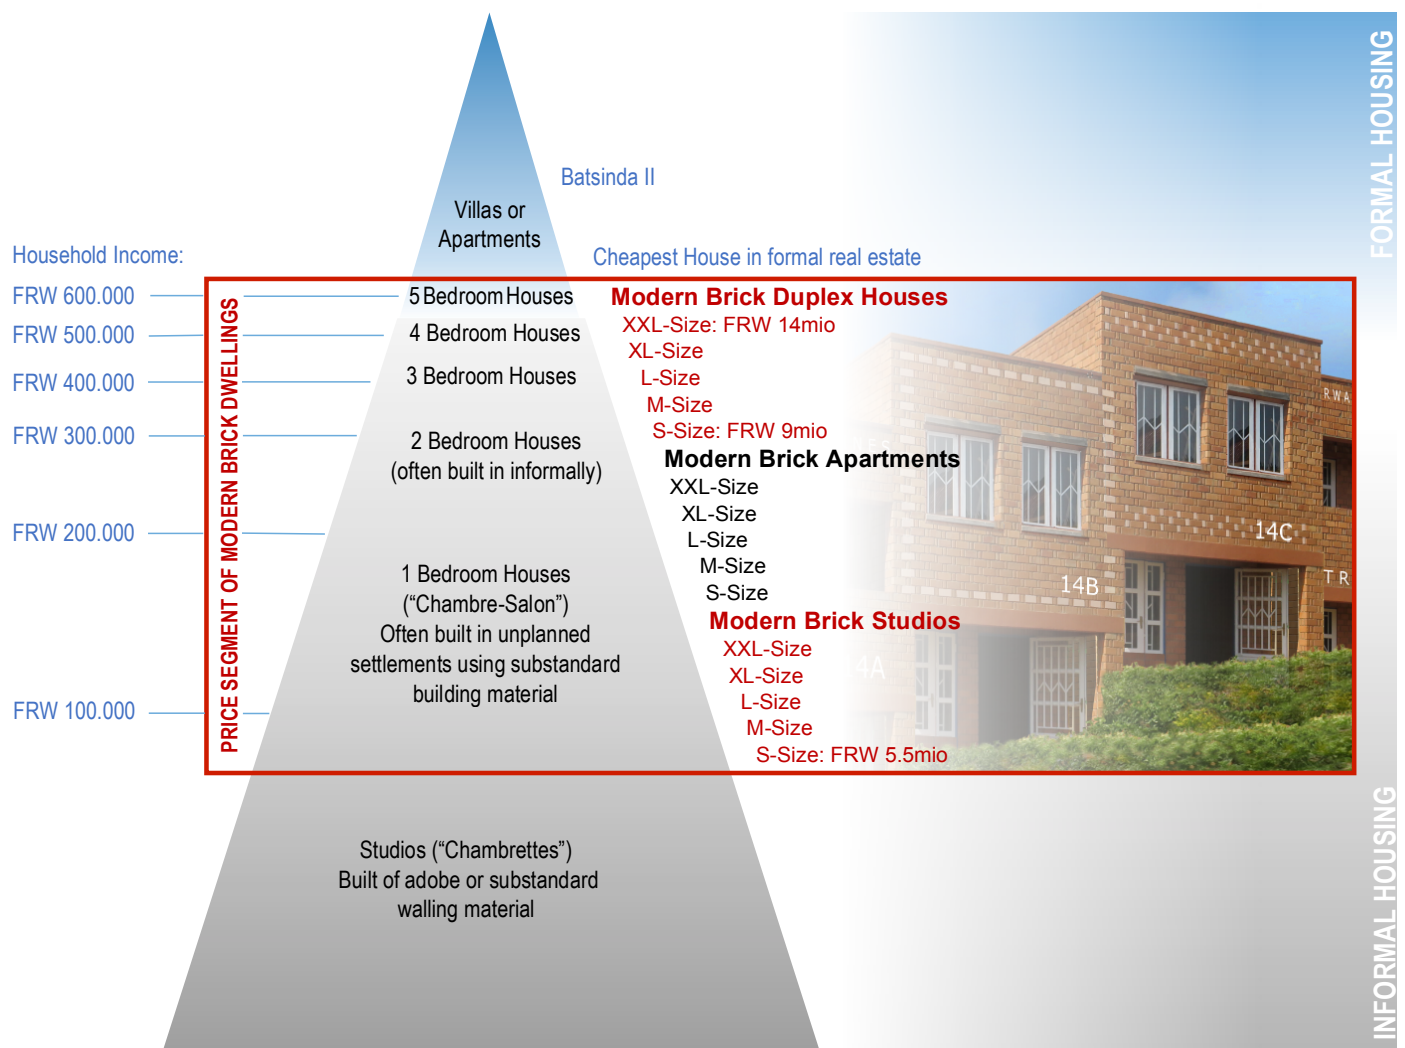 FORMAL HOUSING
Batsinda II
Villas or
Apartments
Household Income:
Cheapest House in formal real estate
FRW 600.000
FRW 500.000
FRW 400.000
FRW 300.000
FRW 200.000
FRW 100.000
PRICE SEGMENT OF MODERN BRICK DWELLINGS
5 Bedroom Houses
4 Bedroom Houses
3 Bedroom Houses
2 Bedroom Houses
(often built in informally)
1 Bedroom Houses
(“Chambre-Salon”)
Often built in unplanned
settlements using substandard
building material
Studios (“Chambrettes”)
Built of adobe or substandard
walling material
Modern Brick Duplex Houses
XXL-Size: FRW 14mio
XL-Size
L-Size
M-Size
S-Size: FRW 9mio
Modern Brick Apartments
XXL-Size
XL-Size
L-Size
M-Size
S-Size
Modern Brick Studios
XXL-Size
XL-Size
L-Size
M-Size
S-Size: FRW 5.5mio
14A
14B
14C
INFORMAL HOUSING